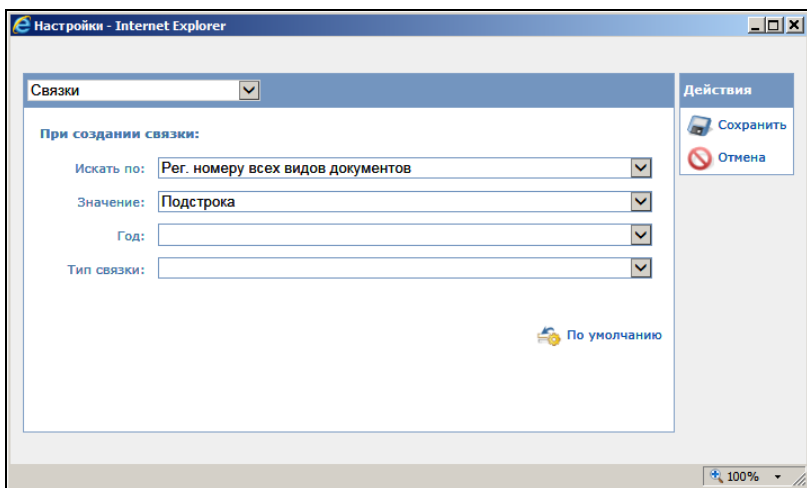 Настройки - Internet Explorer
Связки
Действия
При создании связки:
Сохранить
Искать по: Рег. номеру всех видов документов
Отмена
Значение: Подстрока
Год:
Тип связки:
По умолчанию
100%